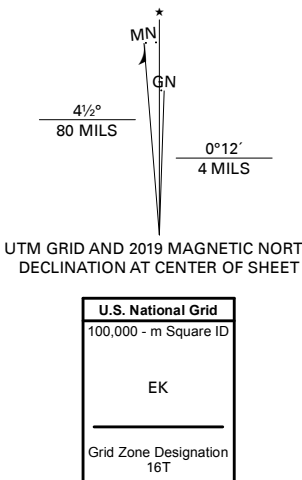 ★
MN
GN
4½°
80 MILS
0°12´
4 MILS
UTM GRID AND 2019 MAGNETIC NORT
DECLINATION AT CENTER OF SHEET
U.S. National Grid
100,000 - m Square ID
EK
Grid Zone Designation
16T